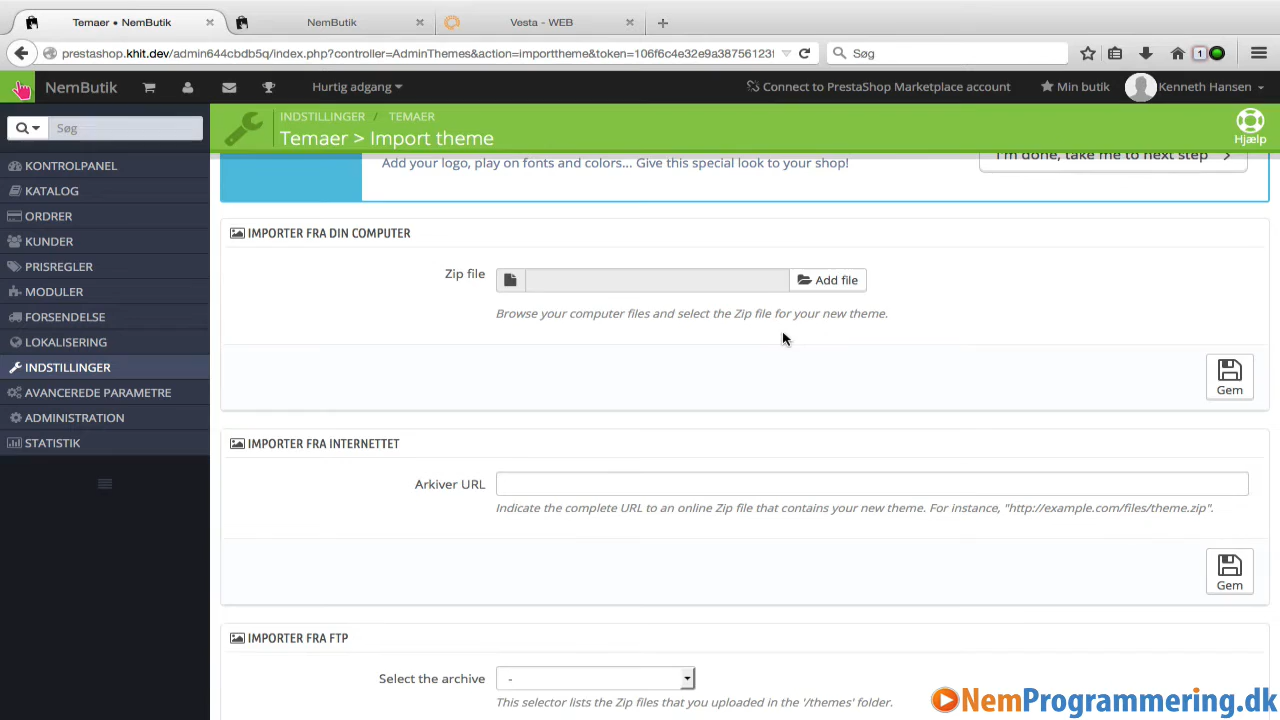 Temaer • NemButik
NemButik
Vesta - WEB
prestashop.khit.dev/admin644cbdb5q/index.php?controller=AdminThemes&action=importtheme&token=106f6c4e32e9a38756123
Søg
1
NemButik
Hurtig adgang
Connect to PrestaShop Marketplace account
Min butik
Kenneth Hansen
Søg
INDSTILLINGER / TEMAER
Temaer > Import theme
Hjælp
KONTROLPANEL
KATALOG
ORDRER
KUNDER
PRISREGLER
MODULER
FORSENDELSE
LOKALISERING
INDSTILLINGER
AVANCEREDE PARAMETRE
ADMINISTRATION
STATISTIK
Add your logo, play on fonts and colors... Give this special look to your shop!
I'm done, take me to next step
IMPORTER FRA DIN COMPUTER
Zip file
Add file
Browse your computer files and select the Zip file for your new theme.
Gem
IMPORTER FRA INTERNETTET
Arkiver URL
Indicate the complete URL to an online Zip file that contains your new theme. For instance, "http://example.com/files/theme.zip".
Gem
IMPORTER FRA FTP
Select the archive
-
This selector lists the Zip files that you uploaded in the '/themes' folder.
NemProgrammering.dk